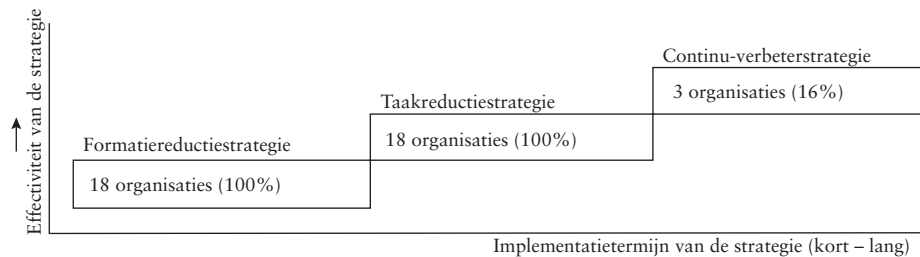 Continu-verbeterstrategie
3 organisaties (16%)
Taakreductiestrategie
18 organisaties (100%)
Formatiereductiestrategie
18 organisaties (100%)
Effectiviteit van de strategie
Implementatietermijn van de strategie (kort – lang)